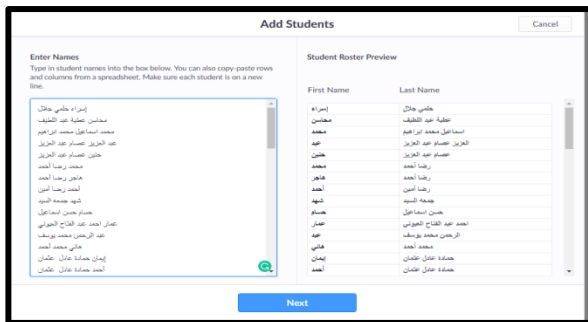 Add Students
Cancel
Enter Names
Type in student names into the box below. You can also copy-paste rows
and columns from a spreadsheet. Make sure each student is on a new
line.
إسراء حلمي جلال
محاسن عطية عبد اللطيف
محمد اسماعيل محمد ابراهيم
عبد العزيز عصام عبد العزيز
حنين عصام عبد العزيز
محمد رضا أحمد
هاجر رضا أحمد
أحمد رضا أمين
شهد جمعه السيد
حسام حسن اسماعيل
عمار احمد عبد الفتاح العيوني
عبد الرحمن محمد يوسف
هاني محمد أحمد
إيمان حمادة عادل عثمان
أحمد حمادة عادل عثمان
Student Roster Preview
First Name Last Name
إسراء حلمي جلال
محاسن عطية عبد اللطيف
محمد اسماعيل محمد ابراهيم
عبد العزيز عصام عبد العزيز
حنين عصام عبد العزيز
محمد رضا أحمد
هاجر رضا أحمد
أحمد رضا أمين
شهد جمعه السيد
حسام حسن اسماعيل
عمار احمد عبد الفتاح العيوني
عبد الرحمن محمد يوسف
هاني محمد أحمد
إيمان حمادة عادل عثمان
أحمد حمادة عادل عثمان
Next